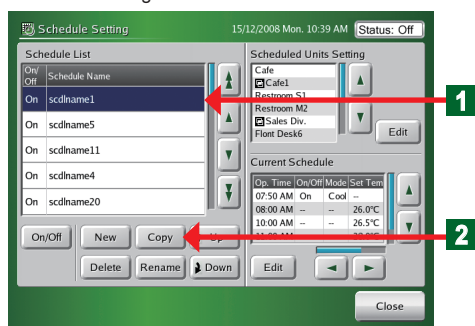 Schedule Setting 15/12/2008 Mon. 10:39 AM Status: Off
Schedule List
On/Off Schedule Name
On scdlname1
On scdlname5
On scdlname11
On scdlname4
On scdlname20
On/Off New Copy Up
Delete Rename Down
Scheduled Units Setting
Cafe
Cafe1
Restroom S1
Restroom M2
Sales Div.
Flont Desk6
Edit
Current Schedule
Op. Time On/Off Mode Set Tem
07:50 AM On Cool --
08:00 AM -- -- 26.0°C
10:00 AM -- -- 26.5°C
Edit
Close
1
2